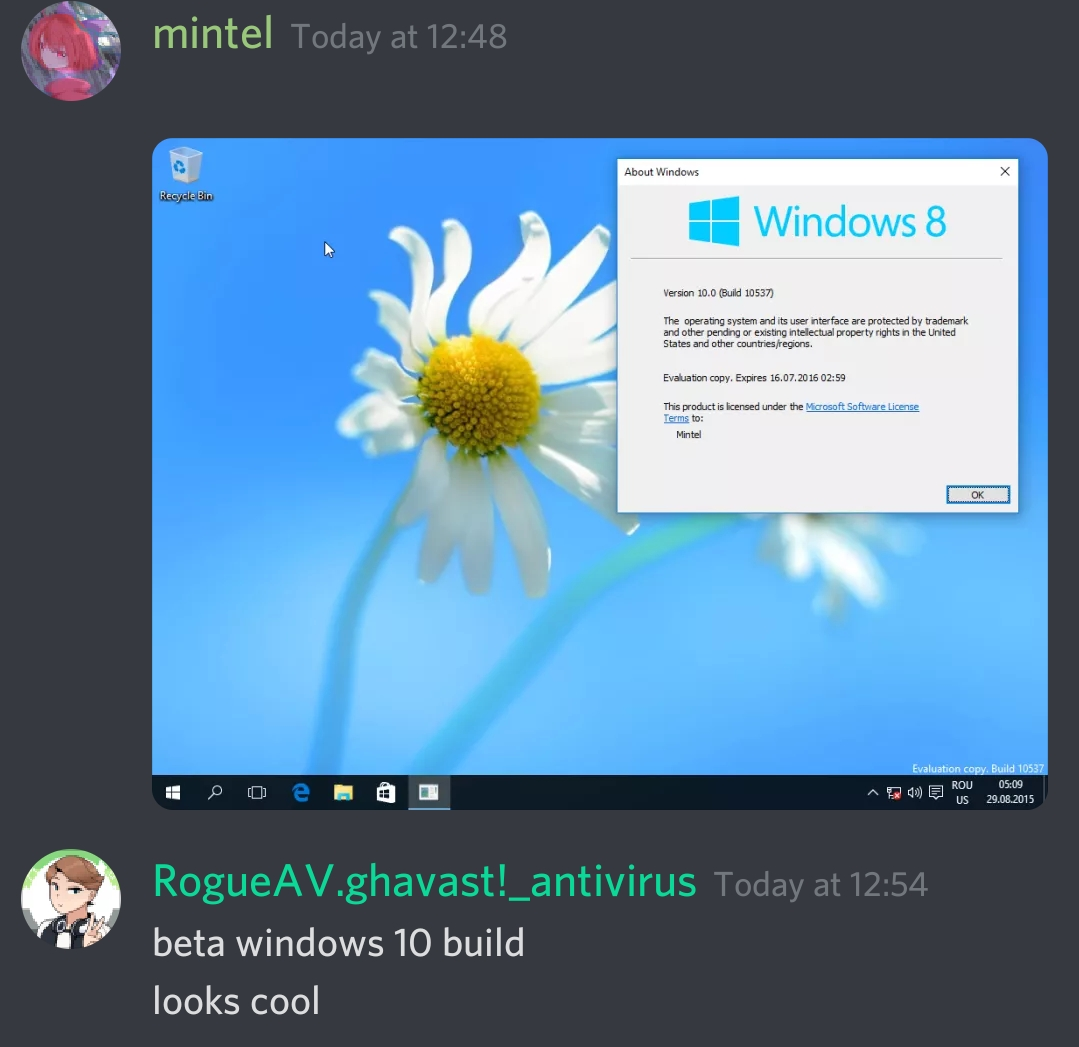 mintel Today at 12:48
Recycle Bin
About Windows
Windows 8
Version 10.0 (Build 10537)
The operating system and its user interface are protected by trademark
and other pending or existing intellectual property rights in the United
States and other countries/regions.
Evaluation copy. Expires 16.07.2016 02:59
This product is licensed under the Microsoft Software License
Terms to:
Mintel
OK
Evaluation copy. Build 10537
ROU
US
05:09
29.08.2015
RogueAV.ghavast!_antivirus Today at 12:54
beta windows 10 build
looks cool